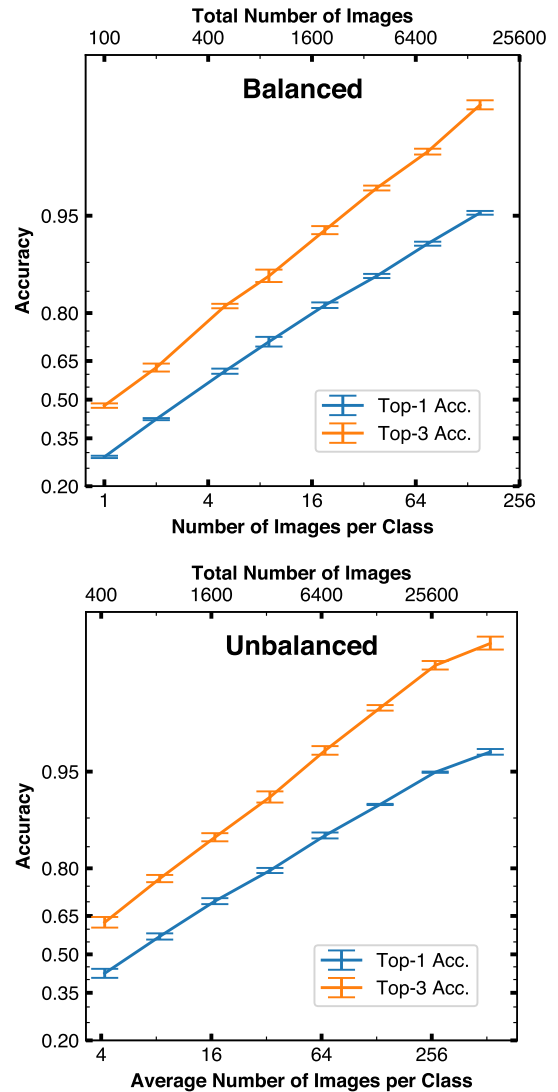 Total Number of Images
100 400 1600 6400 25600
Balanced
Accuracy
0.95
0.80
0.65
0.50
0.35
0.20
Top-1 Acc.
Top-3 Acc.
1 4 16 64 256
Number of Images per Class
Total Number of Images
400 1600 6400 25600
Unbalanced
Accuracy
0.95
0.80
0.65
0.50
0.35
0.20
Top-1 Acc.
Top-3 Acc.
4 16 64 256
Average Number of Images per Class